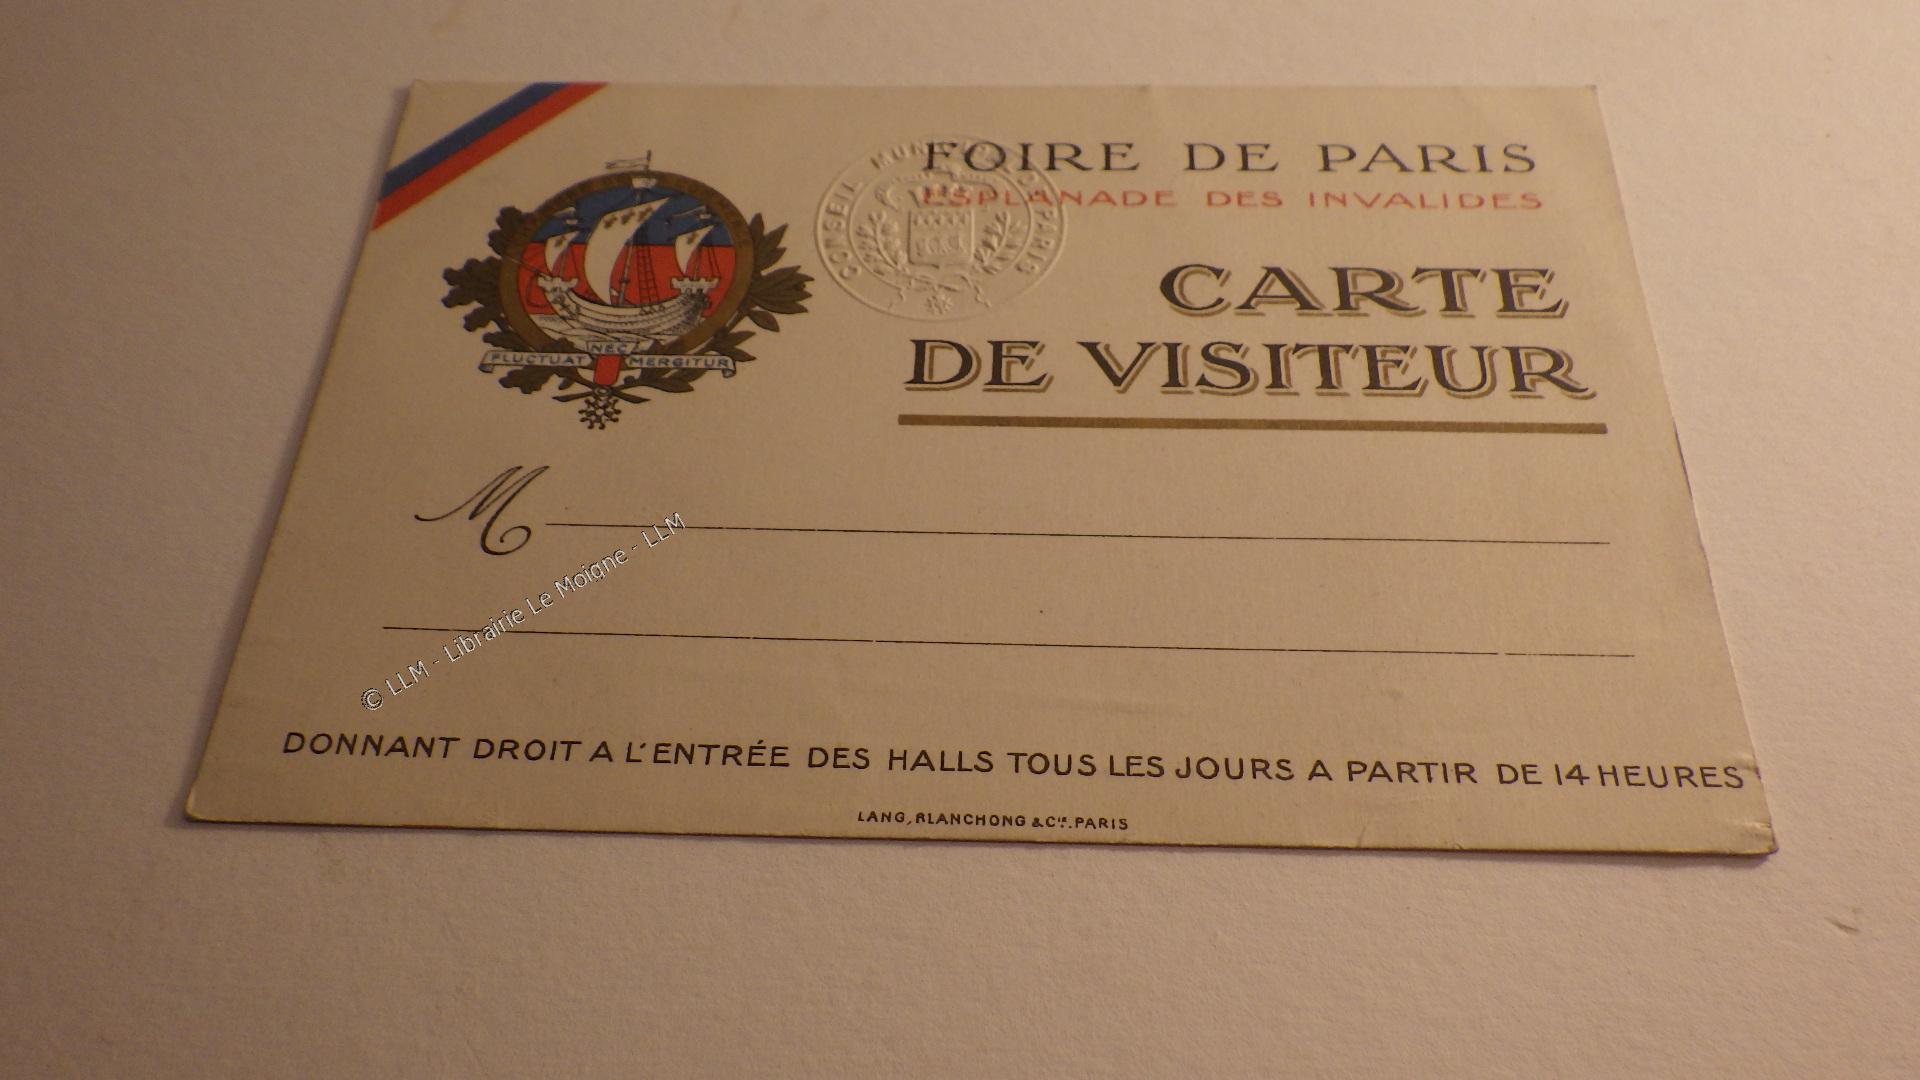 FOIRE DE PARIS
ESPLANADE DES INVALIDES
CONSEIL MUNICIPAL PARIS
CARTE
DE VISITEUR
FLUCTUAT NEC MERGITUR
M
© LLM - Librairie Le Moigne - LLM
DONNANT DROIT A L'ENTRÉE DES HALLS TOUS LES JOURS A PARTIR DE 14 HEURES
LANG, BLANCHONG & Cie. PARIS